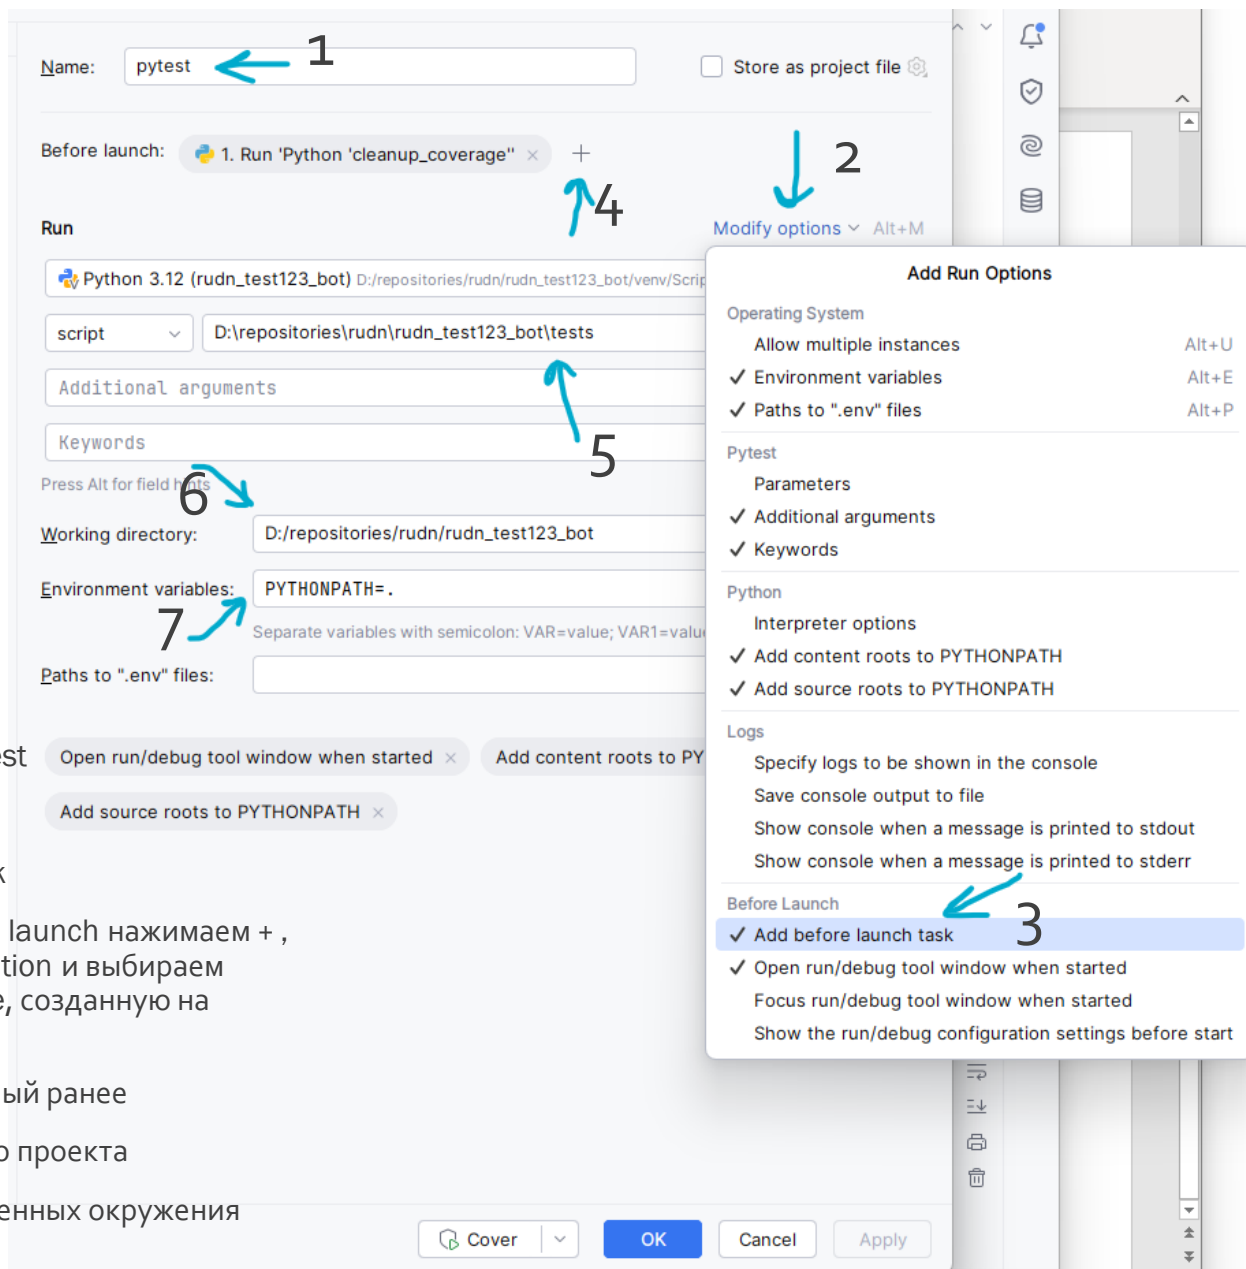 Name:
pytest
1
Store as project file
Before launch:
1. Run 'Python 'cleanup_coverage''
2
4
Run
Modify options
Alt+M
Python 3.12 (rudn_test123_bot) D:/repositories/rudn/rudn_test123_bot/venv/Scrip
script
D:\repositories\rudn\rudn_test123_bot\tests
Additional arguments
Keywords
5
Press Alt for field hints
6
Working directory:
D:/repositories/rudn/rudn_test123_bot
Environment variables:
PYTHONPATH=.
7
Separate variables with semicolon: VAR=value; VAR1=value
Paths to ".env" files:
est
Open run/debug tool window when started
Add content roots to PY
Add source roots to PYTHONPATH
k
launch нажимаем + ,
tion и выбираем
e, созданную на
ый ранее
о проекта
енных окружения
Add Run Options
Operating System
Allow multiple instances Alt+U
Environment variables Alt+E
Paths to ".env" files Alt+P
Pytest
Parameters
Additional arguments
Keywords
Python
Interpreter options
Add content roots to PYTHONPATH
Add source roots to PYTHONPATH
Logs
Specify logs to be shown in the console
Save console output to file
Show console when a message is printed to stdout
Show console when a message is printed to stderr
Before Launch
3
Add before launch task
Open run/debug tool window when started
Focus run/debug tool window when started
Show the run/debug configuration settings before start
Cover
OK
Cancel
Apply